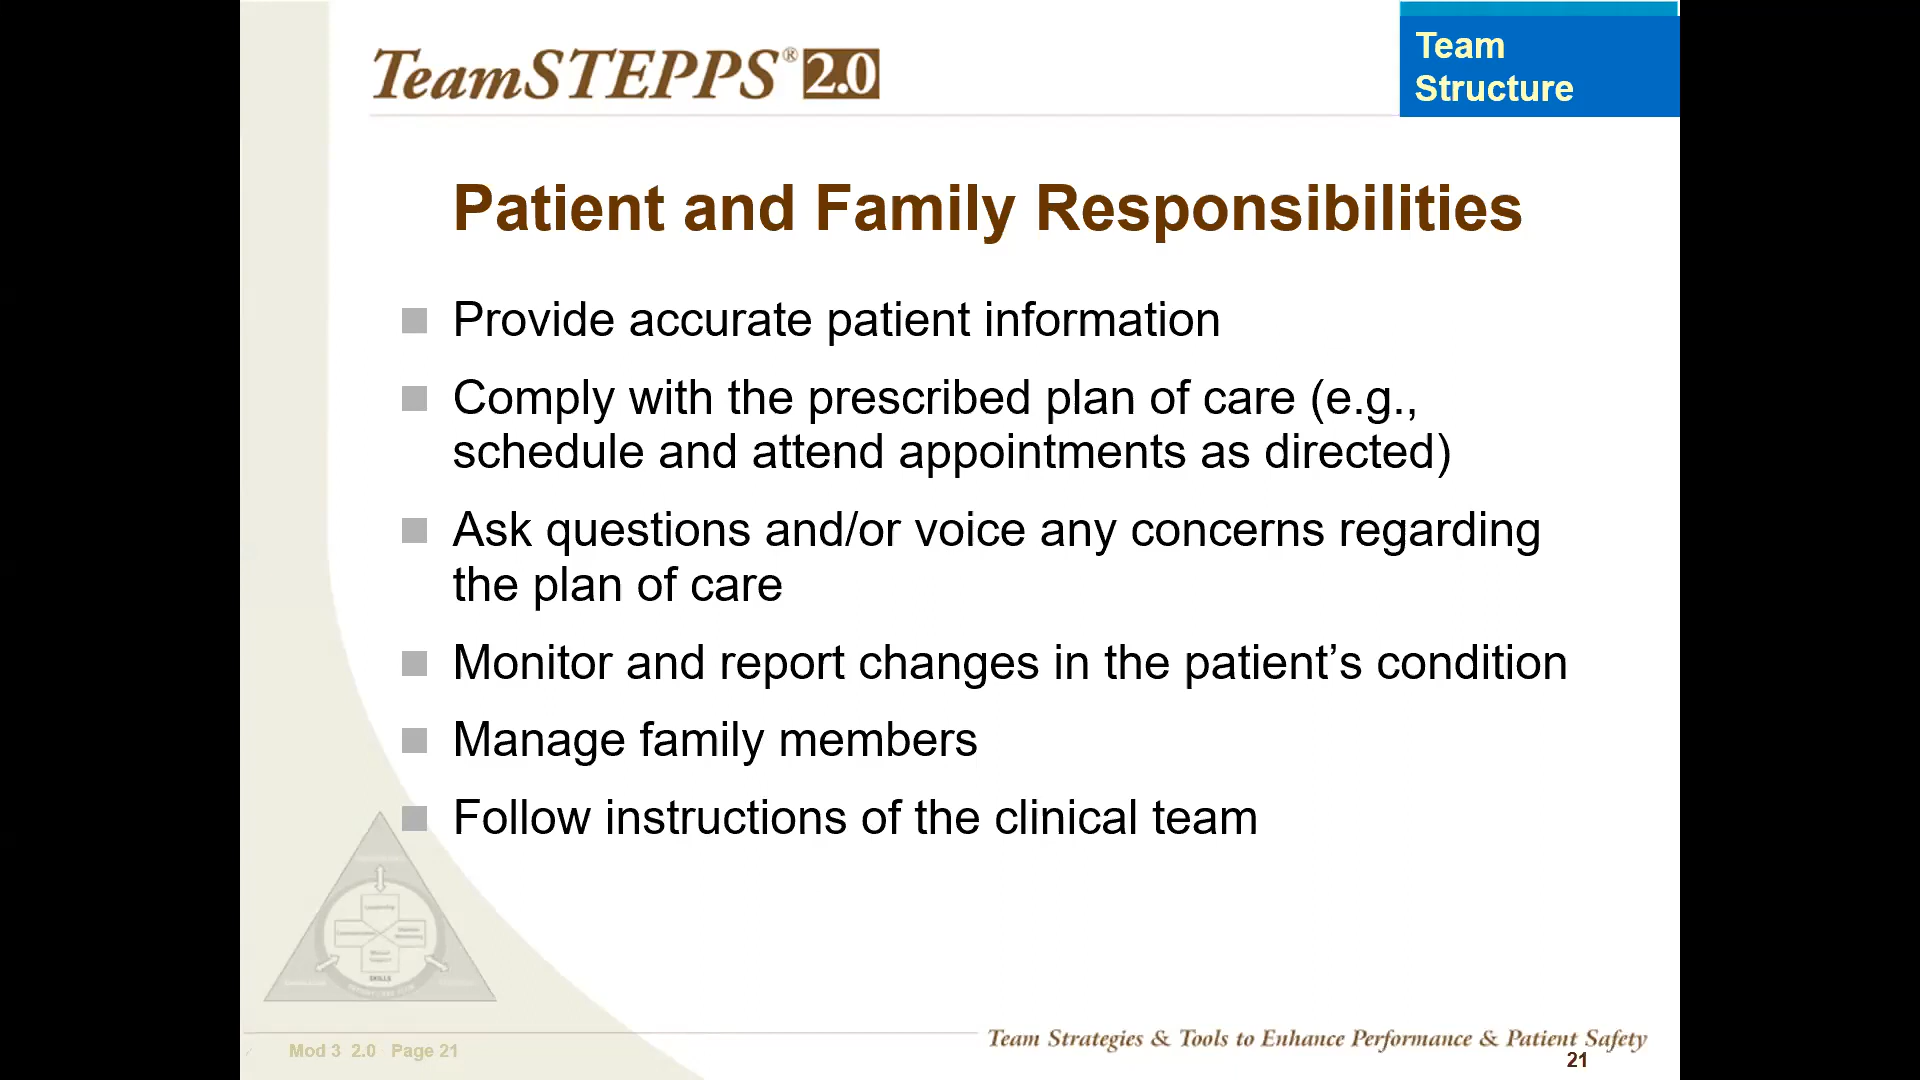 TeamSTEPPS® 2.0
Team
Structure
Patient and Family Responsibilities
Provide accurate patient information
Comply with the prescribed plan of care (e.g.,
schedule and attend appointments as directed)
Ask questions and/or voice any concerns regarding
the plan of care
Monitor and report changes in the patient’s condition
Manage family members
Follow instructions of the clinical team
SKILLS
Mod 3 2.0 Page 21
Team Strategies & Tools to Enhance Performance & Patient Safety
21